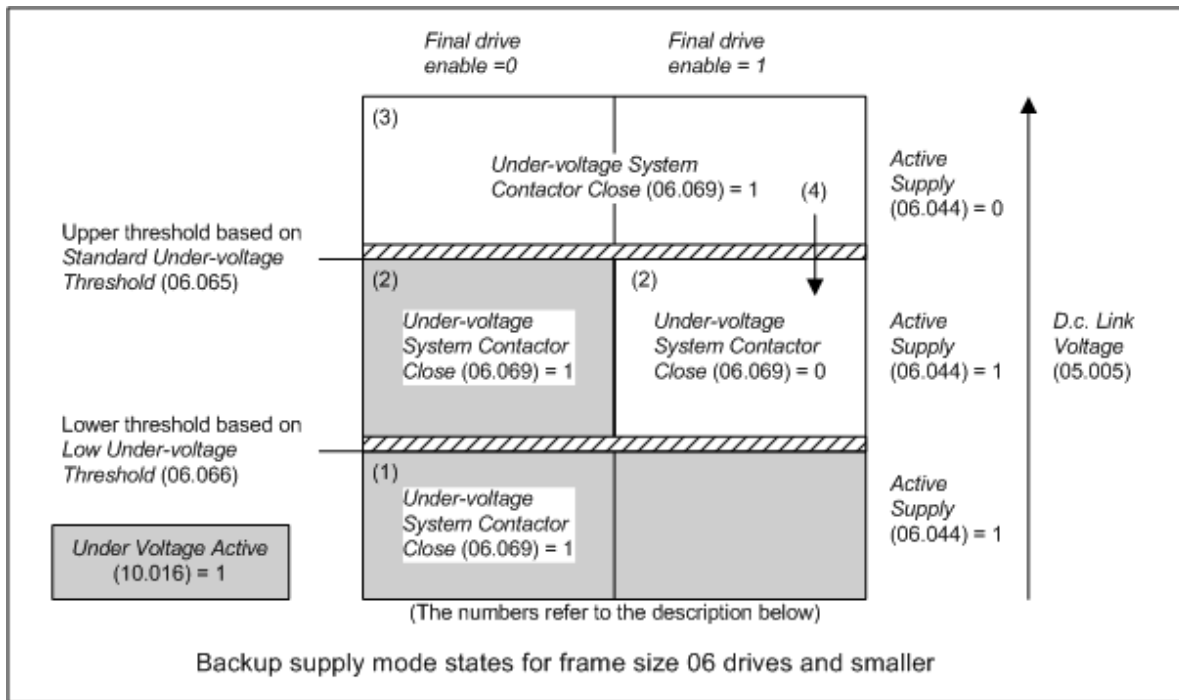 Final drive
enable =0
Final drive
enable = 1
(3)
Under-voltage System
Contactor Close (06.069) = 1
(4)
Active
Supply
(06.044) = 0
Upper threshold based on
Standard Under-voltage
Threshold (06.065)
(2)
Under-voltage
System Contactor
Close (06.069) = 1
(2)
Under-voltage
System Contactor
Close (06.069) = 0
Active
Supply
(06.044) = 1
D.c. Link
Voltage
(05.005)
Lower threshold based on
Low Under-voltage
Threshold (06.066)
(1)
Under-voltage
System Contactor
Close (06.069) = 1
Active
Supply
(06.044) = 1
Under Voltage Active
(10.016) = 1
(The numbers refer to the description below)
Backup supply mode states for frame size 06 drives and smaller